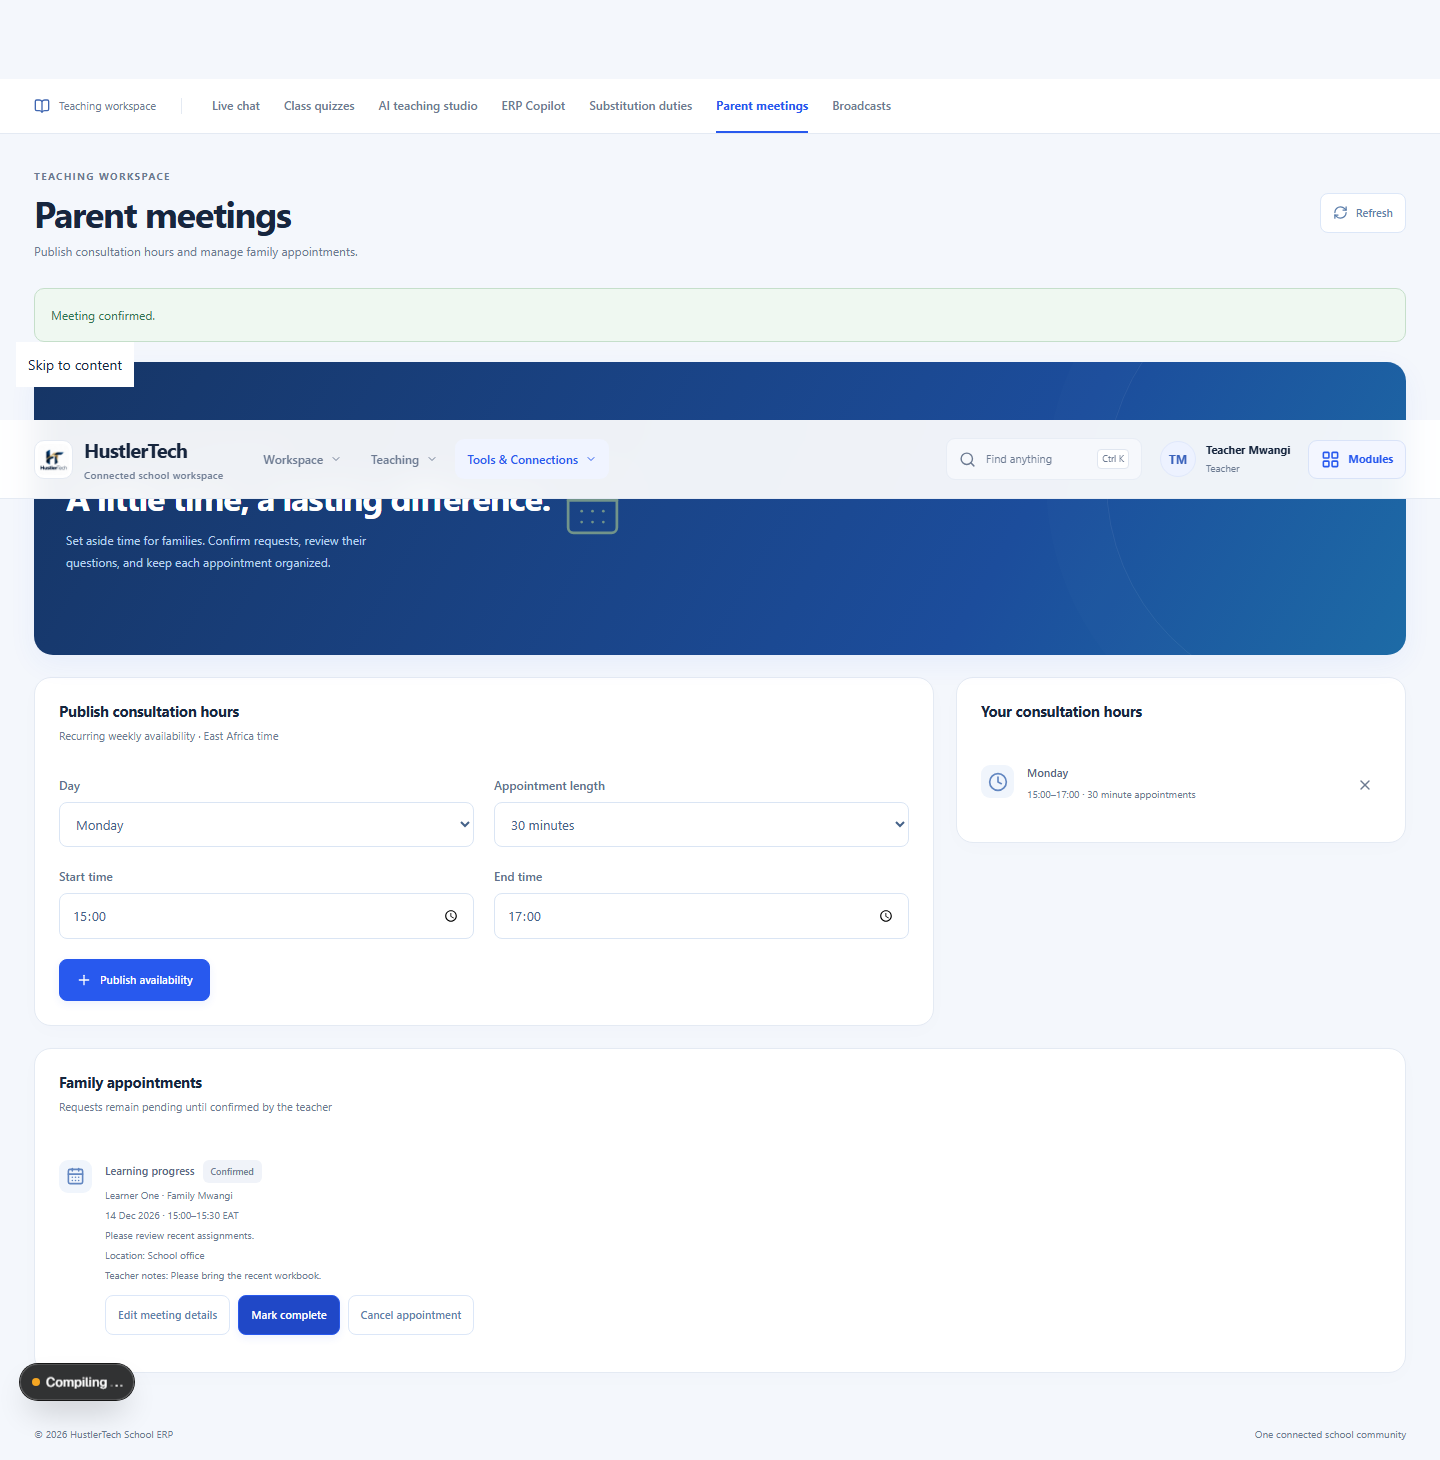 Teaching workspace
Live chat
Class quizzes
AI teaching studio
ERP Copilot
Substitution duties
Parent meetings
Broadcasts
TEACHING WORKSPACE
Parent meetings
Refresh
Publish consultation hours and manage family appointments.
Meeting confirmed.
Skip to content
HustlerTech
HustlerTech
Connected school workspace
Workspace
Teaching
Tools & Connections
Find anything
Ctrl K
TM
Teacher Mwangi
Teacher
Modules
A little time, a lasting difference.
Set aside time for families. Confirm requests, review their
questions, and keep each appointment organized.
Publish consultation hours
Recurring weekly availability · East Africa time
Day
Appointment length
Monday
30 minutes
Start time
End time
15:00
17:00
Publish availability
Your consultation hours
Monday
15:00–17:00 · 30 minute appointments
Family appointments
Requests remain pending until confirmed by the teacher
Learning progress
Confirmed
Learner One · Family Mwangi
14 Dec 2026 · 15:00–15:30 EAT
Please review recent assignments.
Location: School office
Teacher notes: Please bring the recent workbook.
Edit meeting details
Mark complete
Cancel appointment
Compiling ...
© 2026 HustlerTech School ERP
One connected school community